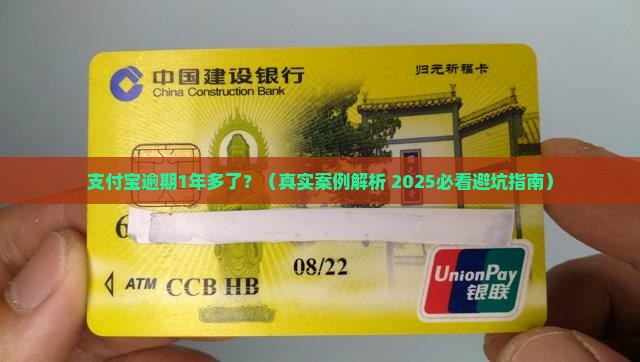 中国建设银行
China Construction Bank
归元祈福卡
支付宝逾期1年多了？（真实案例解析 2025必看避坑指南）
6
ATM CCB HB
08/22
UnionPay
银联